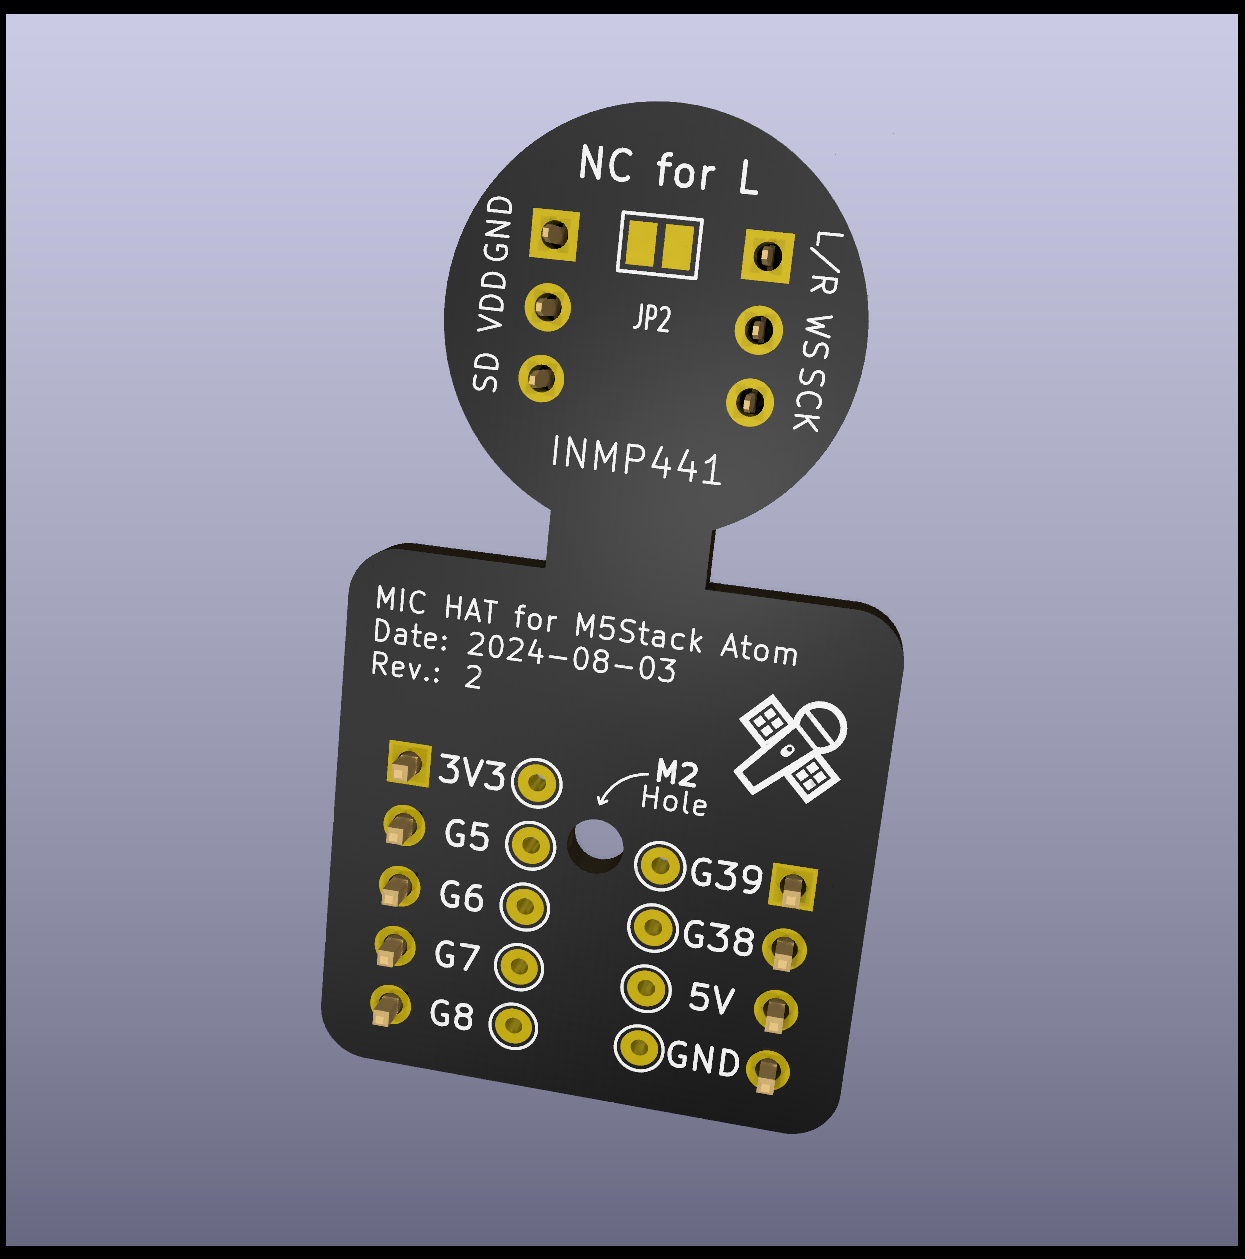 NC for L
GND
L/R
VDD
JP2
WS
SD
SCK
INMP441
MIC HAT for M5Stack Atom
Date: 2024-08-03
Rev.: 2
M2
Hole
3V3
G5
G6
G7
G8
G39
G38
5V
GND